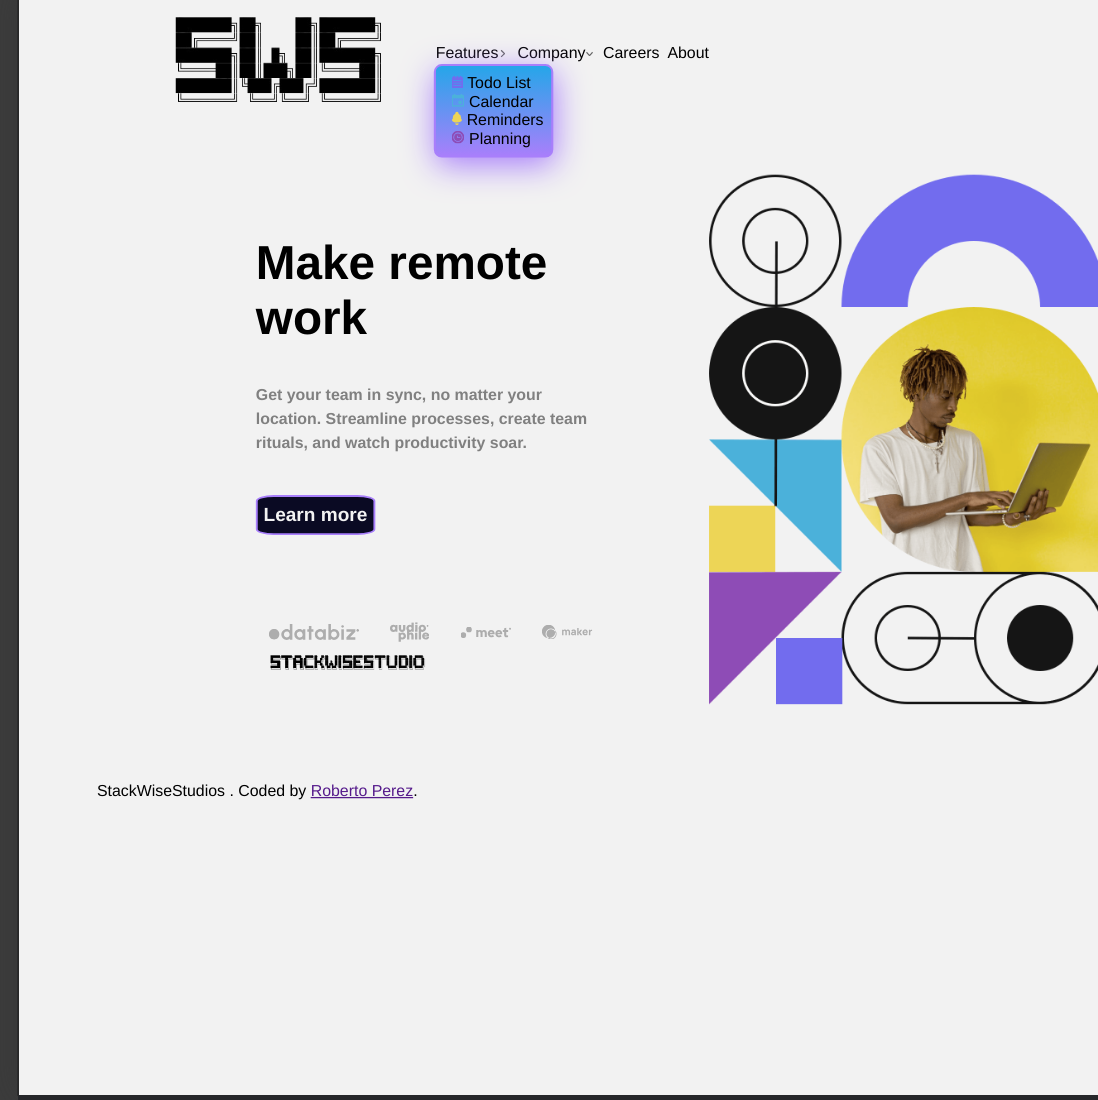 SWS
Features Company Careers About
Todo List
Calendar
Reminders
Planning
Make remote
work
Get your team in sync, no matter your
location. Streamline processes, create team
rituals, and watch productivity soar.
Learn more
databiz audiophile meet maker
STACKWISESTUDIO
StackWiseStudios . Coded by Roberto Perez.